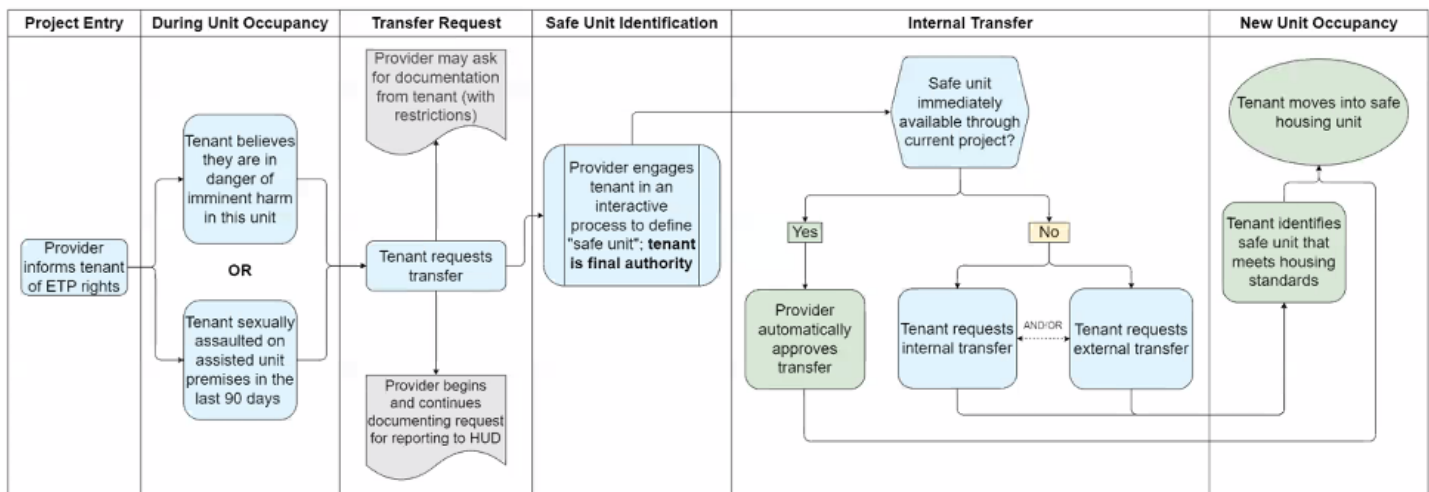 Project Entry
During Unit Occupancy
Transfer Request
Safe Unit Identification
Internal Transfer
New Unit Occupancy
Provider
informs tenant
of ETP rights
Tenant believes
they are in
danger of
imminent harm
in this unit
OR
Tenant sexually
assaulted on
assisted unit
premises in the
last 90 days
Provider may ask
for documentation
from tenant (with
restrictions)
Tenant requests
transfer
Provider begins
and continues
documenting request
for reporting to HUD
Provider engages
tenant in an
interactive
process to define
"safe unit"; tenant
is final authority
Safe unit
immediately
available through
current project?
Yes
No
Provider
automatically
approves
transfer
Tenant requests
internal transfer
AND/OR
Tenant requests
external transfer
Tenant moves into safe
housing unit
Tenant identifies
safe unit that
meets housing
standards